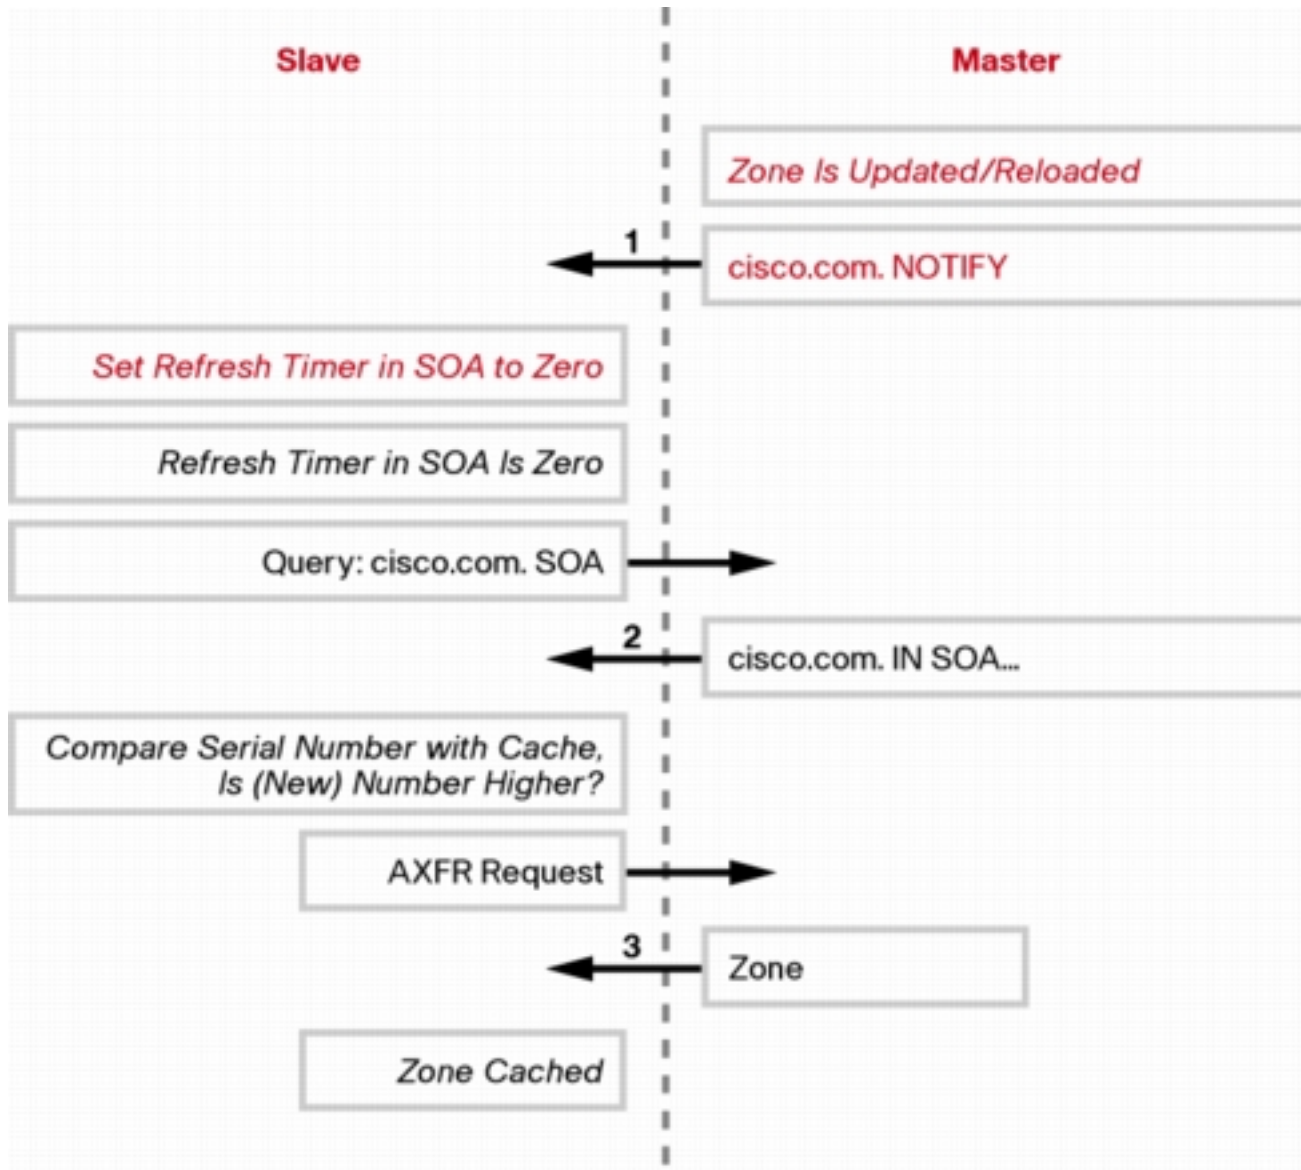 Slave
Master
Zone Is Updated/Reloaded
1
cisco.com. NOTIFY
Set Refresh Timer in SOA to Zero
Refresh Timer in SOA Is Zero
Query: cisco.com. SOA
2
cisco.com. IN SOA...
Compare Serial Number with Cache,
Is (New) Number Higher?
AXFR Request
3
Zone
Zone Cached